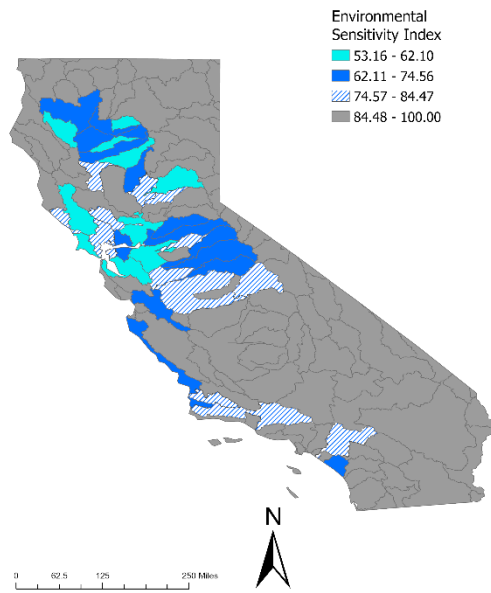 Environmental
Sensitivity Index
53.16 - 62.10
62.11 - 74.56
74.57 - 84.47
84.48 - 100.00
N
0 62.5 125 250 Miles